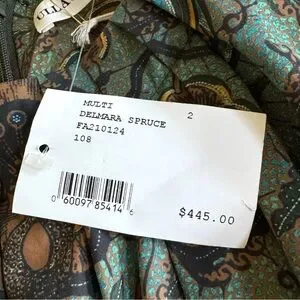 MULTI 2
DELMARA SPRUCE
FA210124
108
0 60097 85414 6
$445.00